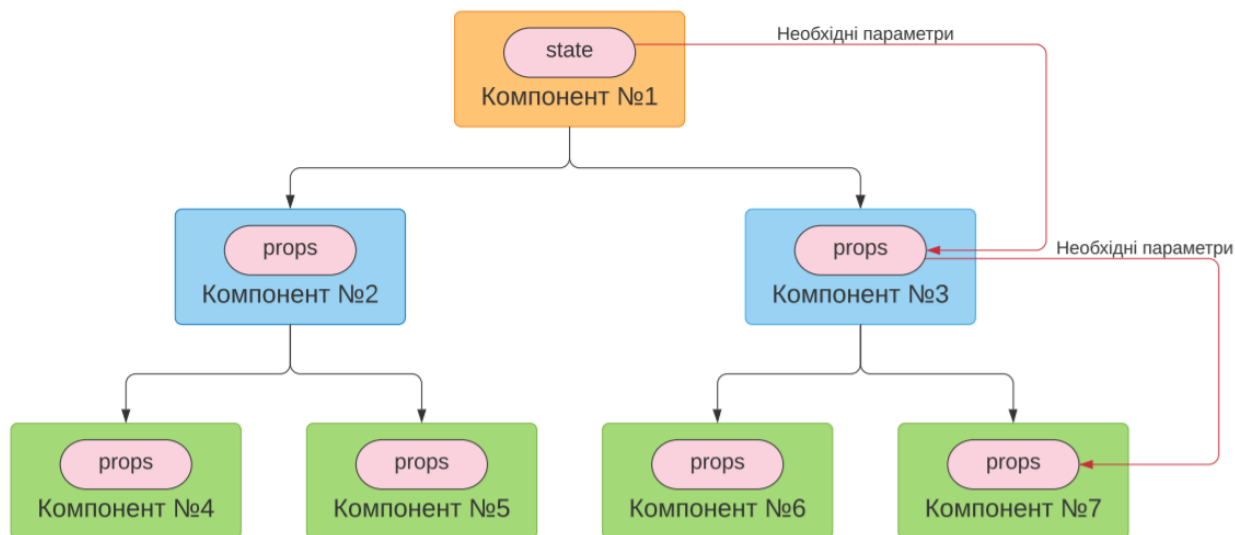 state
Необхідні параметри
Компонент №1
props
Компонент №2
props
Необхідні параметри
Компонент №3
props
Компонент №4
props
Компонент №5
props
Компонент №6
props
Компонент №7